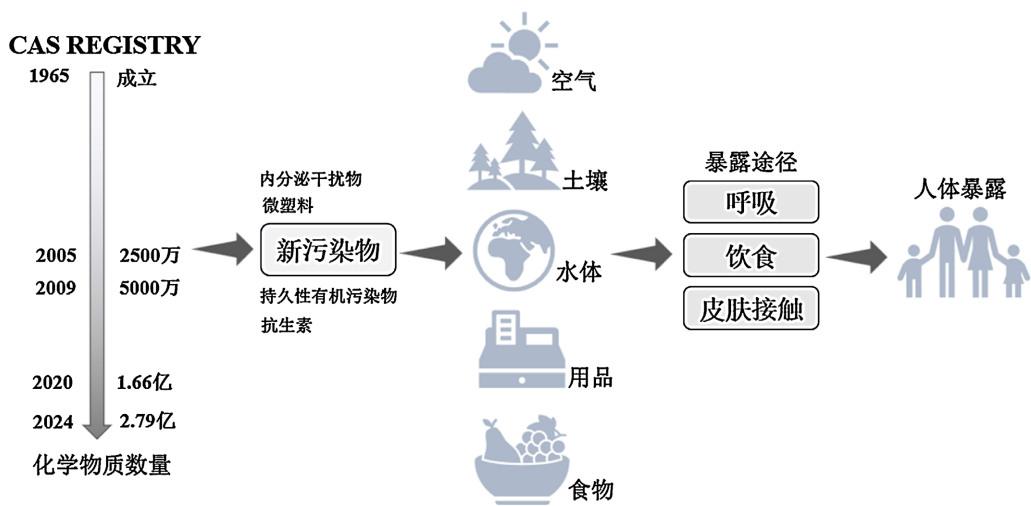 CAS REGISTRY
1965 成立
2005 2500万
2009 5000万
2020 1.66亿
2024 2.79亿
化学物质数量
内分泌干扰物
微塑料
新污染物
持久性有机污染物
抗生素
空气
土壤
水体
用品
食物
暴露途径
呼吸
饮食
皮肤接触
人体暴露